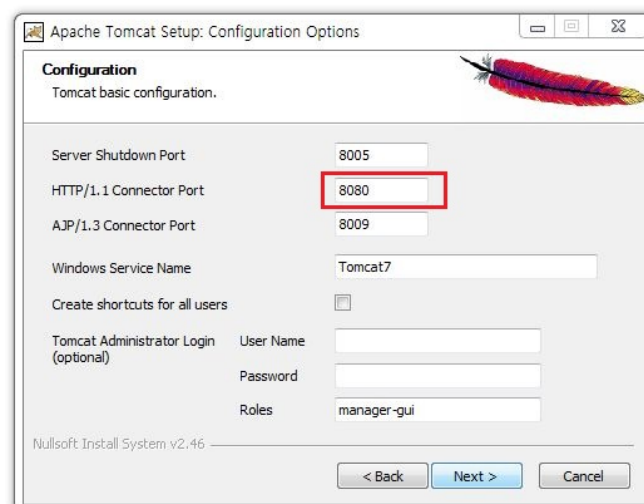 Apache Tomcat Setup: Configuration Options
Configuration
Tomcat basic configuration.
Server Shutdown Port 8005
HTTP/1.1 Connector Port 8080
AJP/1.3 Connector Port 8009
Windows Service Name Tomcat7
Create shortcuts for all users
Tomcat Administrator Login (optional)
User Name
Password
Roles manager-gui
Nullsoft Install System v2.46
< Back Next > Cancel